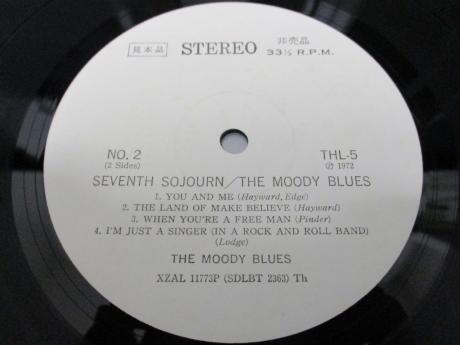 見本品 STEREO 非売品
33⅓ R.P.M.
NO. 2 THL-5
(2 Sides) Ⓟ 1972
SEVENTH SOJOURN/THE MOODY BLUES
1. YOU AND ME (Hayward, Edge)
2. THE LAND OF MAKE BELIEVE (Hayward)
3. WHEN YOU'RE A FREE MAN (Pinder)
4. I'M JUST A SINGER (IN A ROCK AND ROLL BAND)
(Lodge)
THE MOODY BLUES
XZAL 11773P (SDLBT 2363) Th